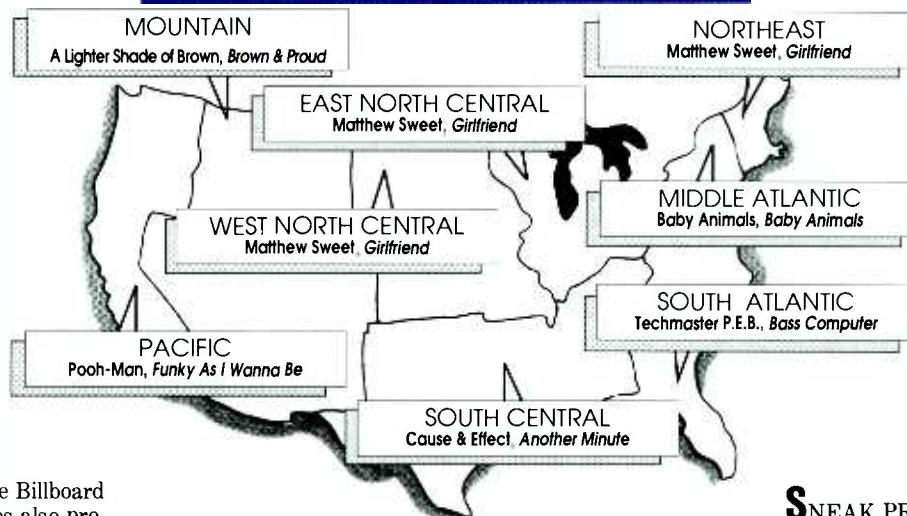 MOUNTAIN
A Lighter Shade of Brown, Brown & Proud
NORTHEAST
Matthew Sweet, Girlfriend
EAST NORTH CENTRAL
Matthew Sweet, Girlfriend
MIDDLE ATLANTIC
Baby Animals, Baby Animals
WEST NORTH CENTRAL
Matthew Sweet, Girlfriend
SOUTH ATLANTIC
Techmaster P.E.B., Bass Computer
PACIFIC
Pooh-Man, Funky As I Wanna Be
SOUTH CENTRAL
Cause & Effect, Another Minute
e Billboard
s also pro-
SNEAK PR